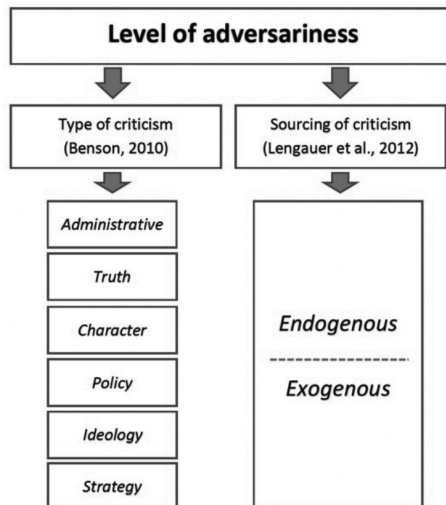 Level of adversariness
Type of criticism
(Benson, 2010)
Sourcing of criticism
(Lengauer et al., 2012)
Administrative
Truth
Character
Policy
Ideology
Strategy
Endogenous
Exogenous